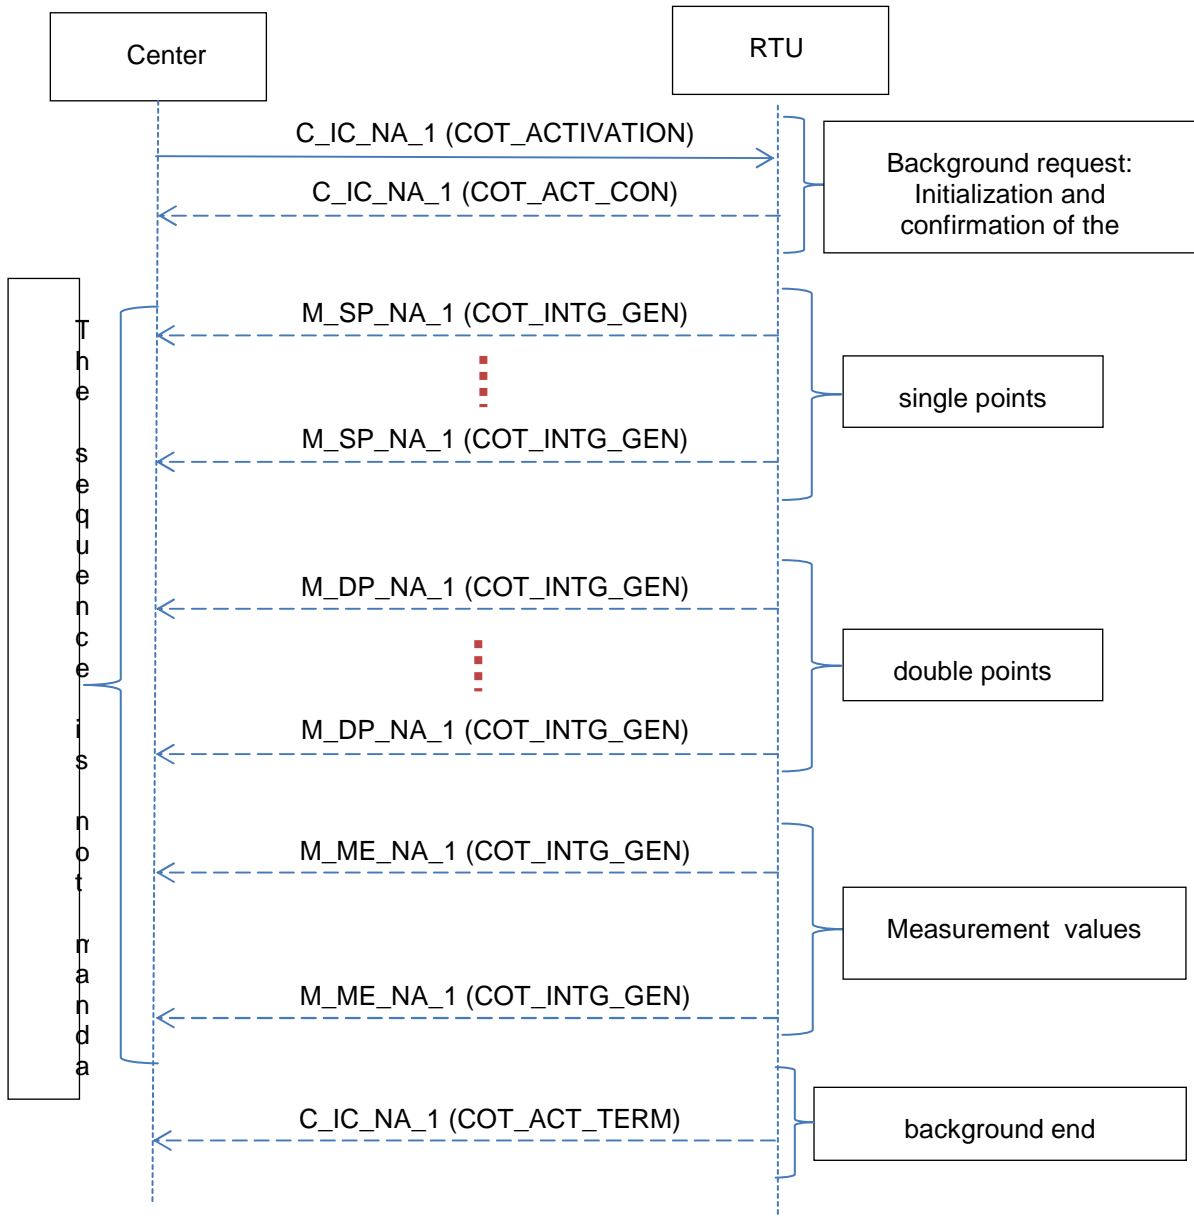 Center
RTU
C_IC_NA_1 (COT_ACTIVATION)
C_IC_NA_1 (COT_ACT_CON)
Background request:
Initialization and
confirmation of the
M_SP_NA_1 (COT_INTG_GEN)
M_SP_NA_1 (COT_INTG_GEN)
single points
M_DP_NA_1 (COT_INTG_GEN)
M_DP_NA_1 (COT_INTG_GEN)
double points
M_ME_NA_1 (COT_INTG_GEN)
M_ME_NA_1 (COT_INTG_GEN)
Measurement values
C_IC_NA_1 (COT_ACT_TERM)
background end
The sequence is not manda